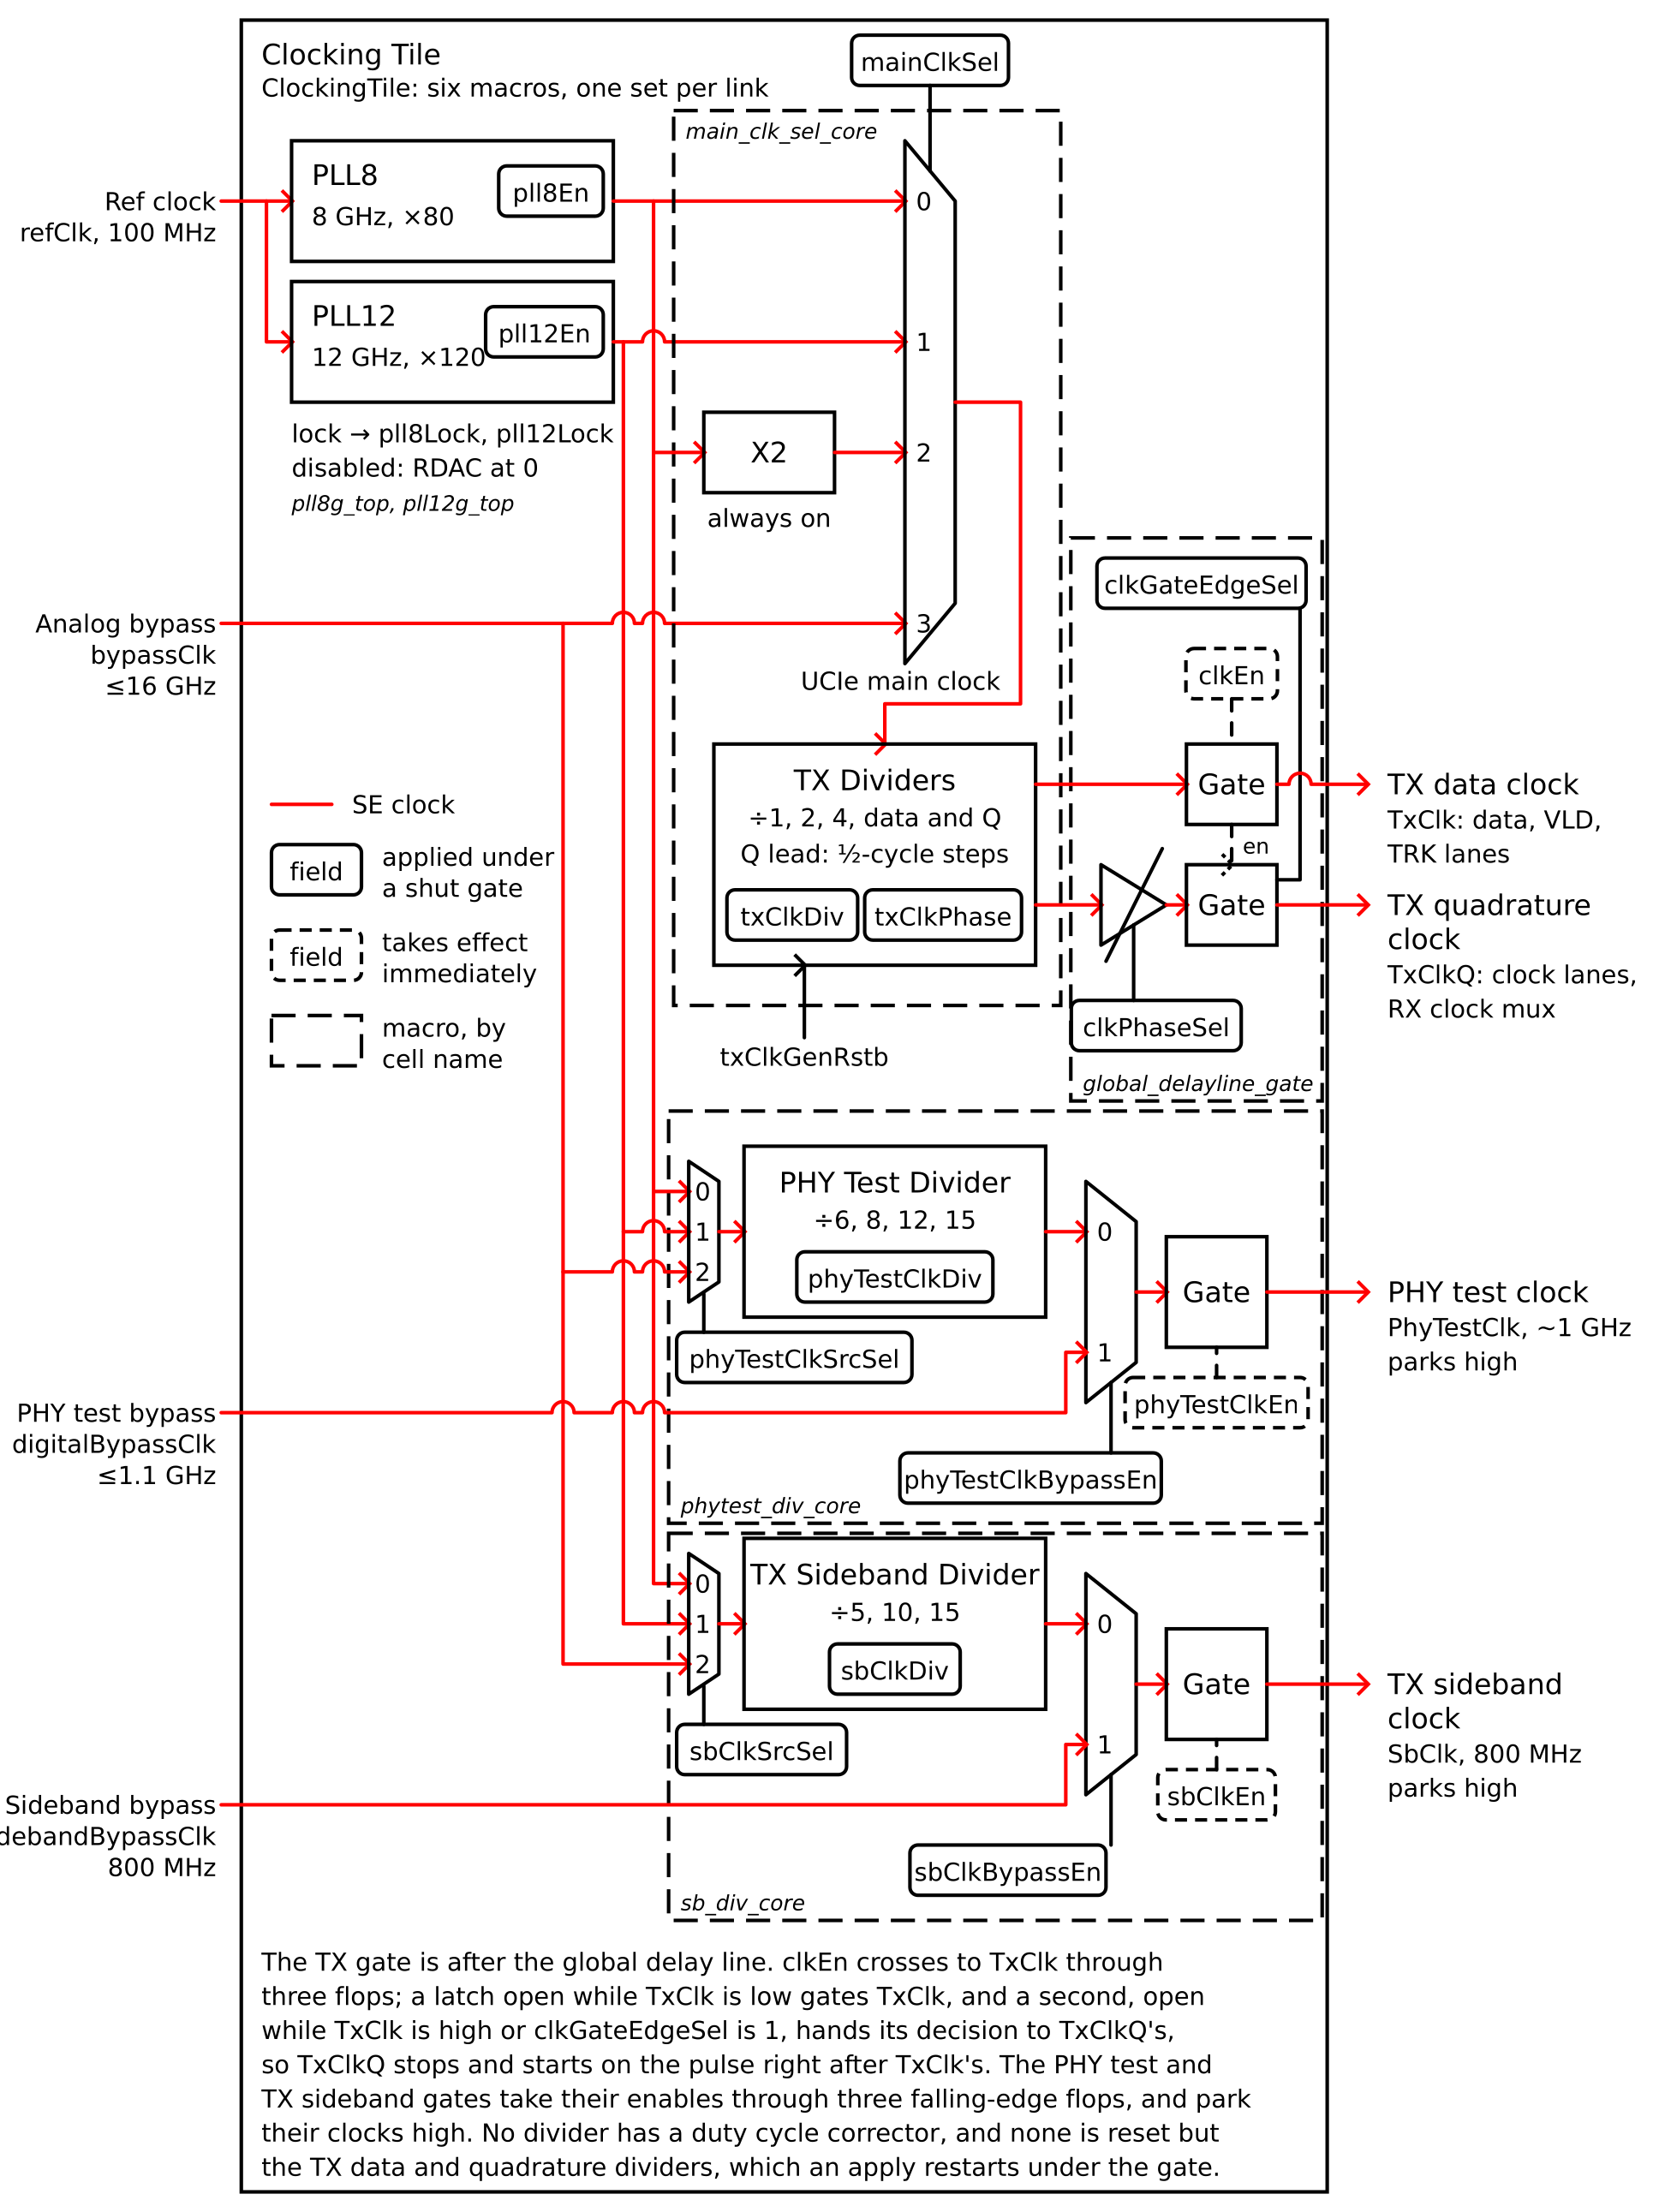 Clocking Tile
ClockingTile: six macros, one set per link
mainClkSel
main_clk_sel_core
PLL8
8 GHz, ×80
pll8En
Ref clock
refClk, 100 MHz
0
PLL12
12 GHz, ×120
pll12En
1
lock → pll8Lock, pll12Lock
disabled: RDAC at 0
pll8g_top, pll12g_top
X2
always on
2
Analog bypass
bypassClk
≤16 GHz
3
UCIe main clock
clkGateEdgeSel
clkEn
TX Dividers
÷1, 2, 4, data and Q
Q lead: ½-cycle steps
txClkDiv
txClkPhase
txClkGenRstb
Gate
en
Gate
clkPhaseSel
global_delayline_gate
TX data clock
TxClk: data, VLD,
TRK lanes
TX quadrature
clock
TxClkQ: clock lanes,
RX clock mux
SE clock
field
applied under
a shut gate
field
takes effect
immediately
macro, by
cell name
0
1
2
PHY Test Divider
÷6, 8, 12, 15
phyTestClkDiv
phyTestClkSrcSel
0
1
Gate
phyTestClkEn
phyTestClkBypassEn
phytest_div_core
PHY test clock
PhyTestClk, ~1 GHz
parks high
PHY test bypass
digitalBypassClk
≤1.1 GHz
0
1
2
TX Sideband Divider
÷5, 10, 15
sbClkDiv
sbClkSrcSel
0
1
Gate
sbClkEn
sbClkBypassEn
sb_div_core
TX sideband
clock
SbClk, 800 MHz
parks high
Sideband bypass
debandBypassClk
800 MHz
The TX gate is after the global delay line. clkEn crosses to TxClk through
three flops; a latch open while TxClk is low gates TxClk, and a second, open
while TxClk is high or clkGateEdgeSel is 1, hands its decision to TxClkQ's,
so TxClkQ stops and starts on the pulse right after TxClk's. The PHY test and
TX sideband gates take their enables through three falling-edge flops, and park
their clocks high. No divider has a duty cycle corrector, and none is reset but
the TX data and quadrature dividers, which an apply restarts under the gate.